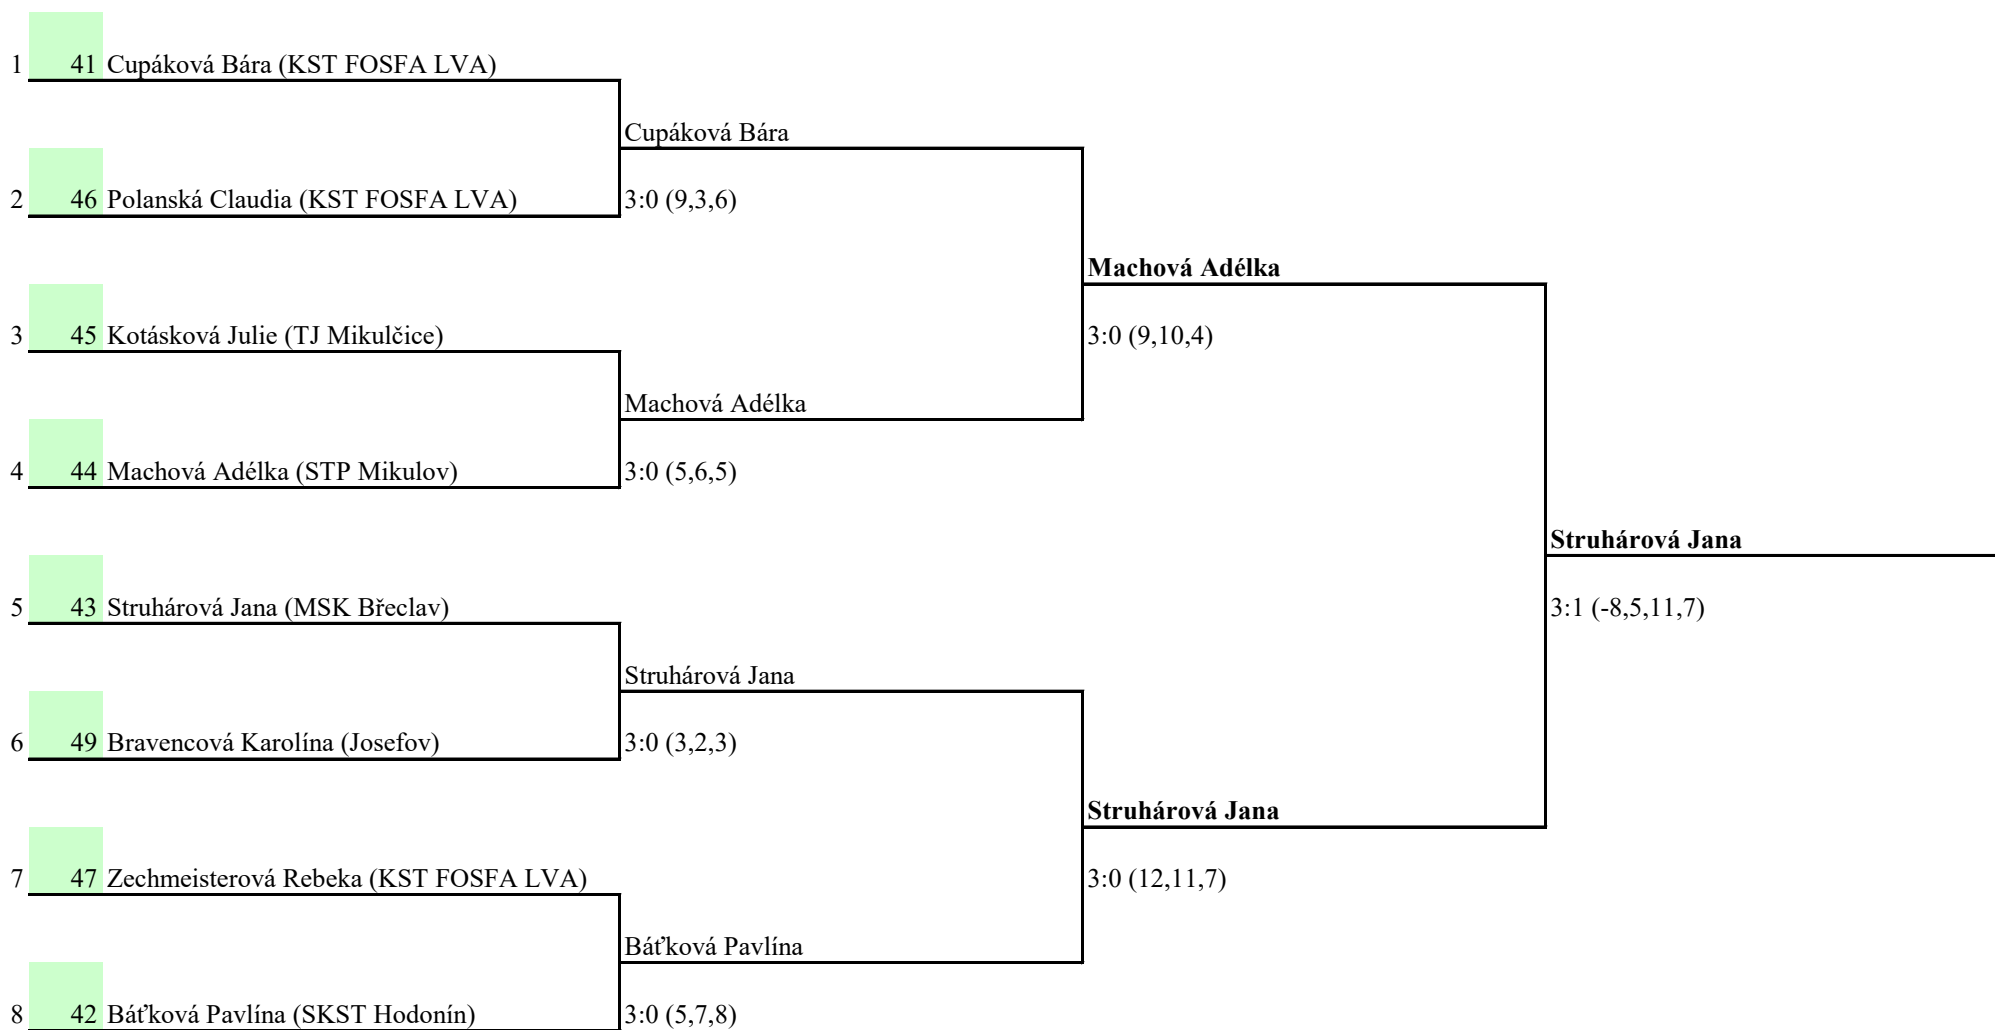 1 41 Cupáková Bára (KST FOSFA LVA)
Cupáková Bára
2 46 Polanská Claudia (KST FOSFA LVA) 3:0 (9,3,6)
Machová Adélka
3 45 Kotásková Julie (TJ Mikulčice) 3:0 (9,10,4)
Machová Adélka
4 44 Machová Adélka (STP Mikulov) 3:0 (5,6,5)
Struhárová Jana
5 43 Struhárová Jana (MSK Břeclav) 3:1 (-8,5,11,7)
Struhárová Jana
6 49 Bravencová Karolína (Josefov) 3:0 (3,2,3)
Struhárová Jana
7 47 Zechmeisterová Rebeka (KST FOSFA LVA) 3:0 (12,11,7)
Báťková Pavlína
8 42 Báťková Pavlína (SKST Hodonín) 3:0 (5,7,8)